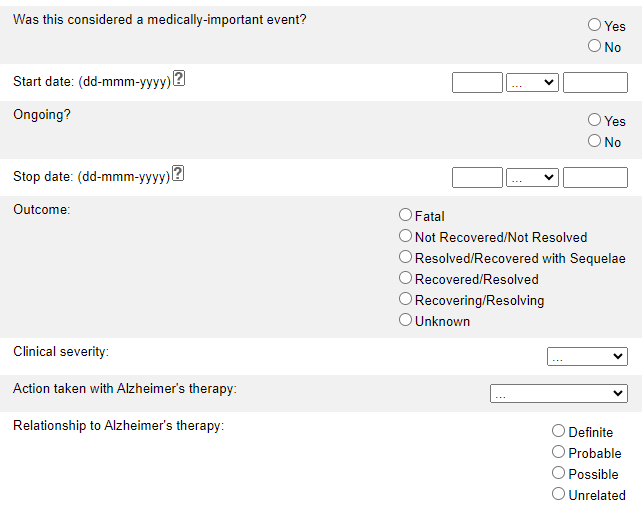 Was this considered a medically-important event?
Yes
No
Start date: (dd-mmm-yyyy) ?
...
Ongoing?
Yes
No
Stop date: (dd-mmm-yyyy) ?
...
Outcome:
Fatal
Not Recovered/Not Resolved
Resolved/Recovered with Sequelae
Recovered/Resolved
Recovering/Resolving
Unknown
Clinical severity:
...
Action taken with Alzheimer's therapy:
...
Relationship to Alzheimer's therapy:
Definite
Probable
Possible
Unrelated